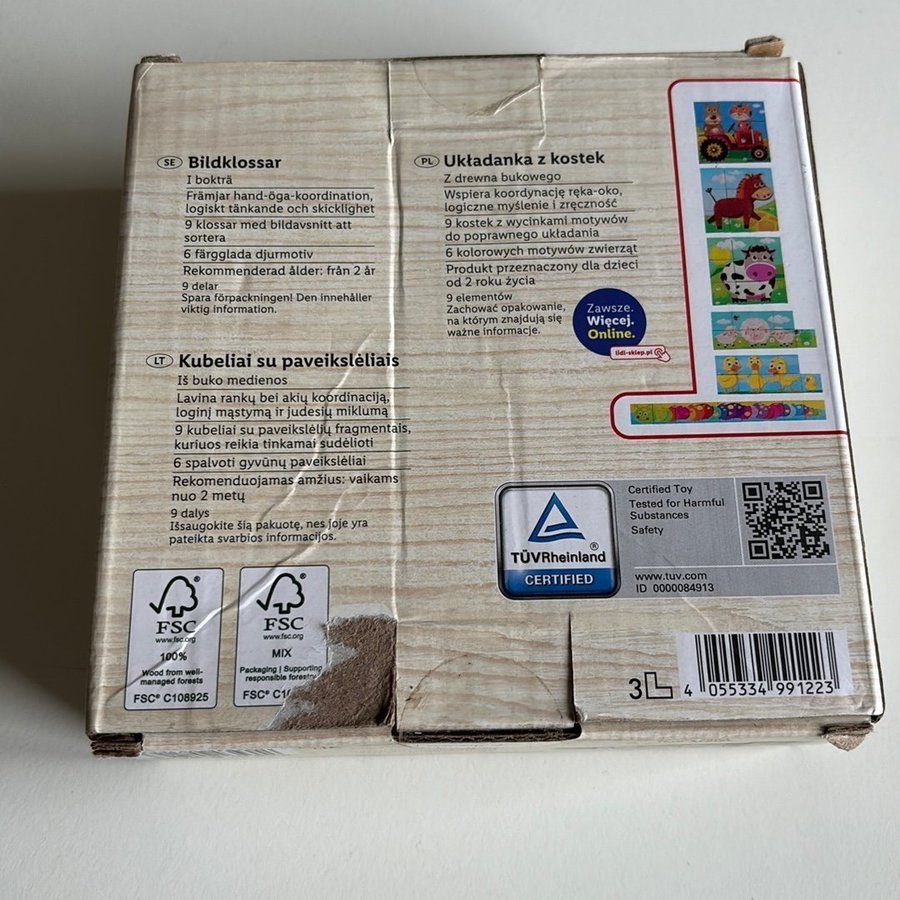 SE Bildklossar
I bokträ
Främjar hand-öga-koordination,
logiskt tänkande och skicklighet
9 klossar med bildavsnitt att
sortera
6 färgglada djurmotiv
Rekommenderad ålder: från 2 år
9 delar
Spara förpackningen! Den innehåller
viktig information.
LT Kubeliai su paveikslėliais
Iš buko medienos
Lavina rankų bei akių koordinaciją,
loginį mąstymą ir judesių miklumą
9 kubeliai su paveikslėlių fragmentais,
kuriuos reikia tinkamai sudėlioti
6 spalvoti gyvūnų paveikslėliai
Rekomenduojamas amžius: vaikams
nuo 2 metų
9 dalys
Išsaugokite šią pakuotę, nes joje yra
pateikta svarbios informacijos.
PL Układanka z kostek
Z drewna bukowego
Wspiera koordynację ręka-oko,
logiczne myślenie i zręczność
9 kostek z wycinkami motywów
do poprawnego układania
6 kolorowych motywów zwierząt
Produkt przeznaczony dla dzieci
od 2 roku życia
9 elementów
Zachować opakowanie,
na którym znajdują się
ważne informacje.
Zawsze.
Więcej.
Online.
lidl-sklep.pl
TÜVRheinland®
CERTIFIED
Certified Toy
Tested for Harmful
Substances
Safety
www.tuv.com
ID 0000084913
FSC
www.fsc.org
100%
Wood from well-
managed forests
FSC® C108925
FSC
www.fsc.org
MIX
Packaging | Supporting
responsible forestry
FSC®
3
4 055334 991223